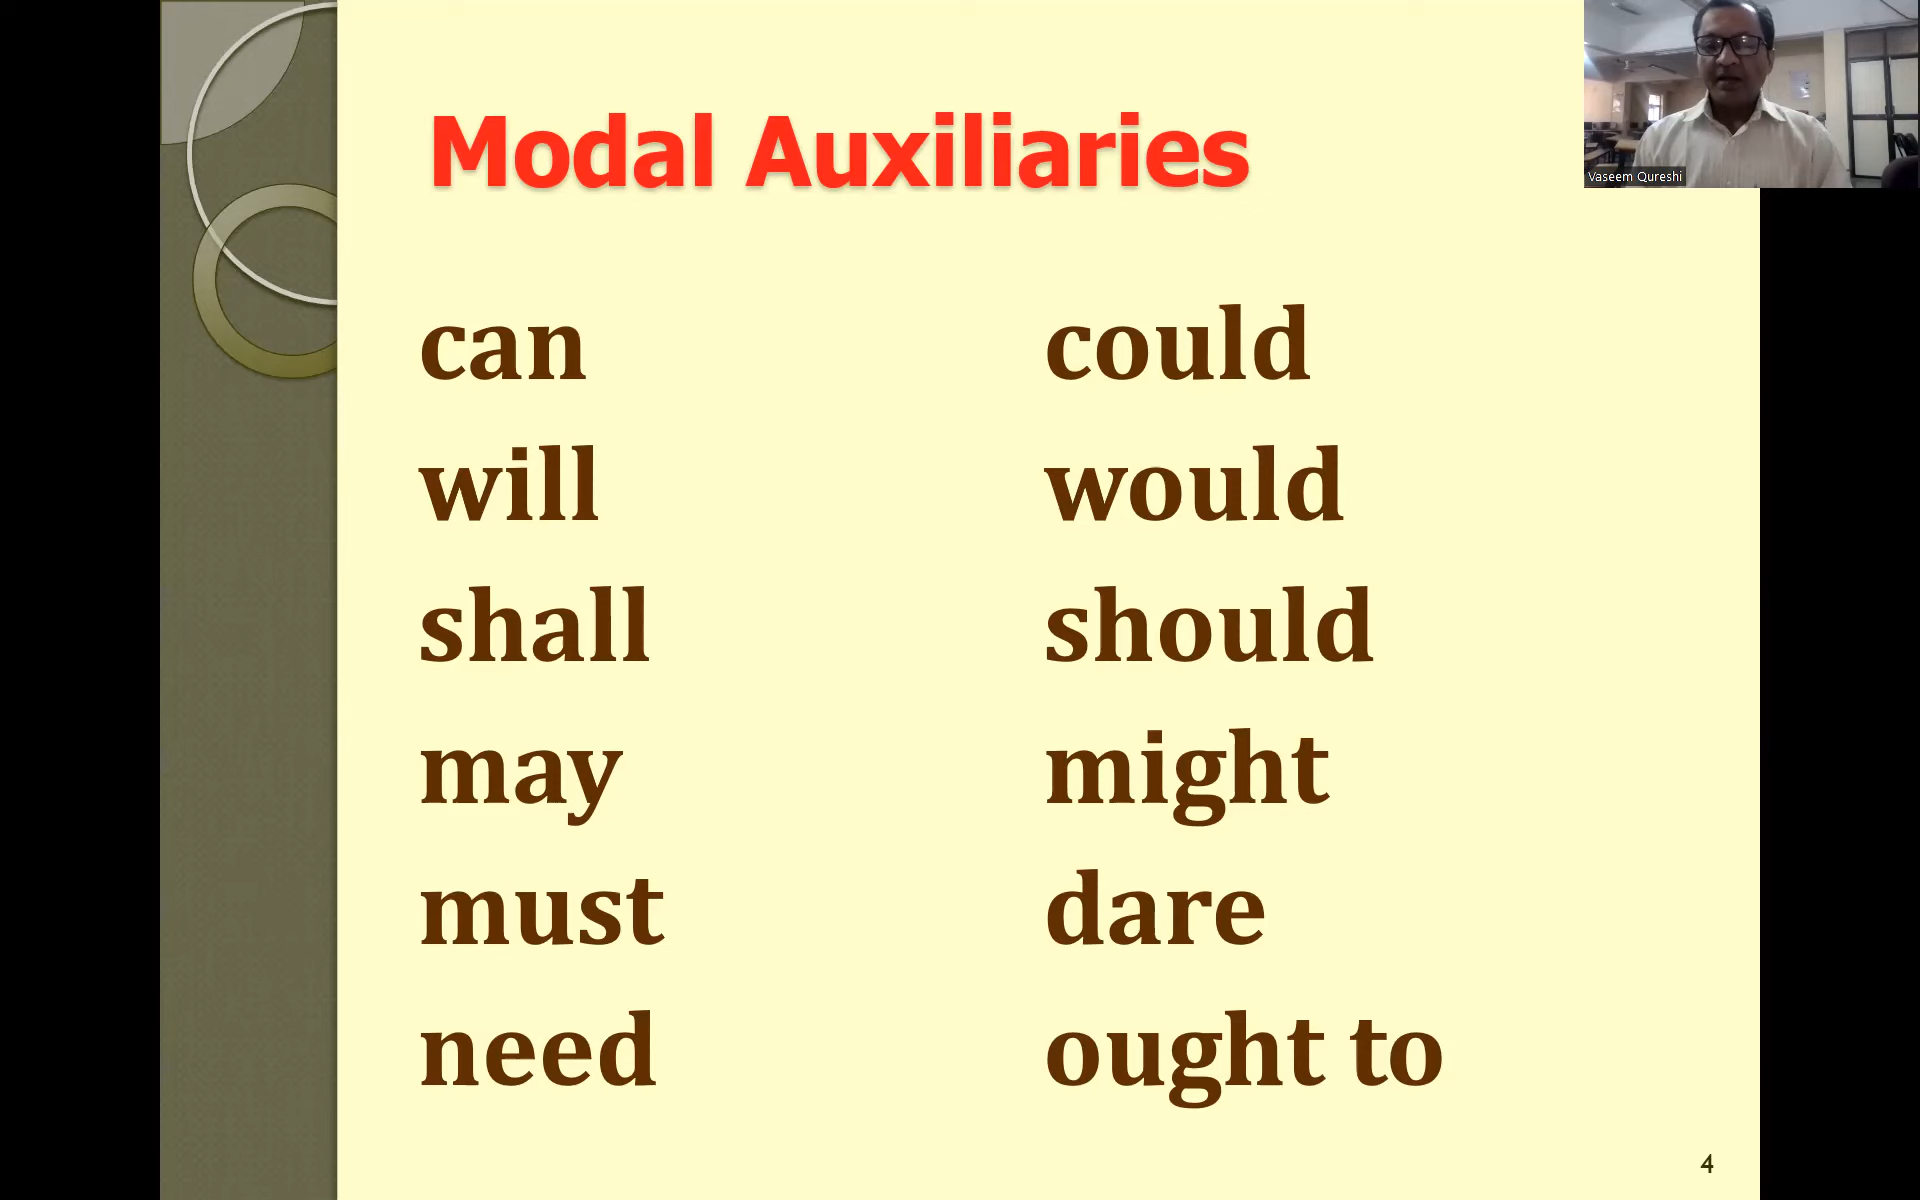 Modal Auxiliaries
can could
will would
shall should
may might
must dare
need ought to
4
Vaseem Qureshi